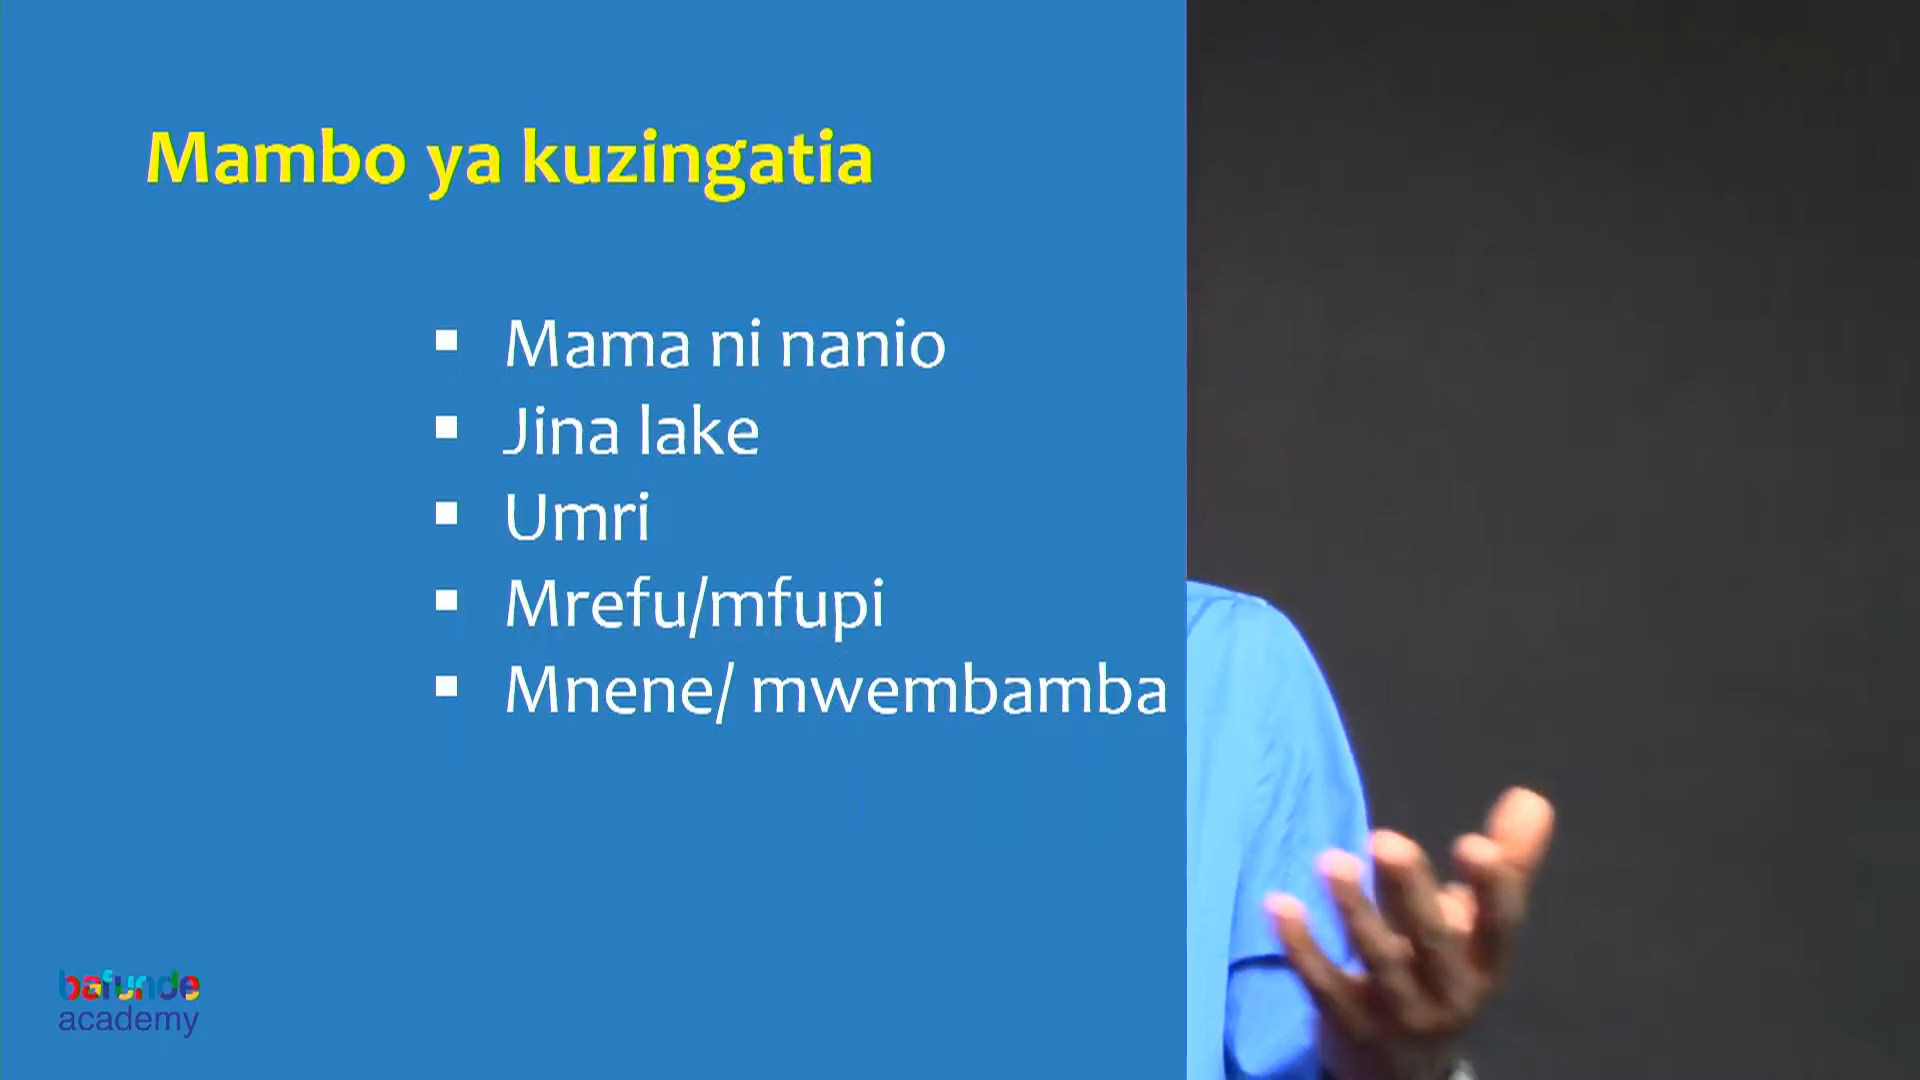 Mambo ya kuzingatia
Mama ni nanio
Jina lake
Umri
Mrefu/mfupi
Mnene/ mwembamba
bafunde
academy